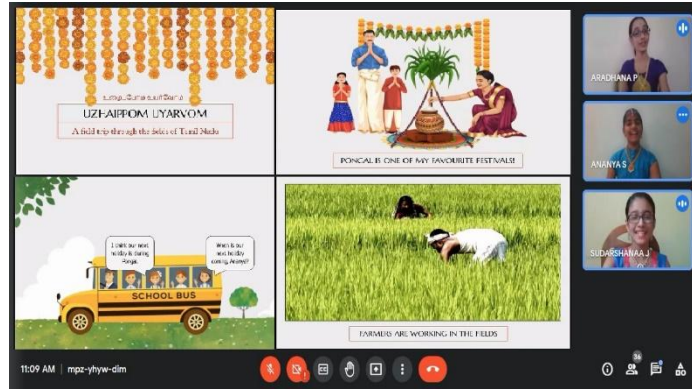 UZHAIPPOM UYARVOM
A field trip through the fields of Tamil Nadu
PONGAL IS ONE OF MY FAVOURITE FESTIVALS!
I think our next
holiday is during
Pongal.
When is our
next holiday
coming, Ananya?
SCHOOL BUS
FARMERS ARE WORKING IN THE FIELDS
ARADHANA P
ANANYA S
SUDARSHANAA J
11:09 AM | mpz-yhyw-dim
36